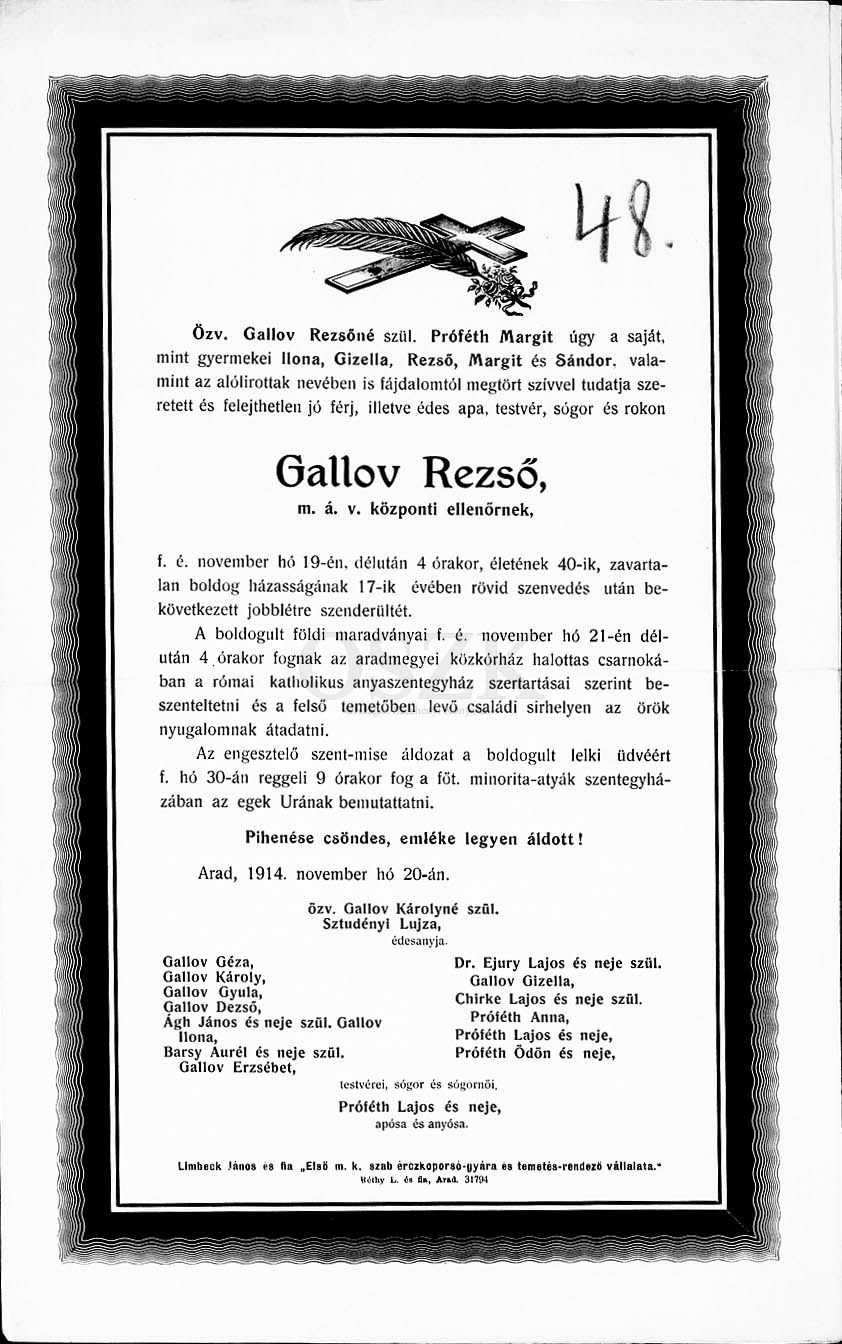 48.
Özv. Gallov Rezsőné szül. Próféth Margit úgy a saját,
mint gyermekei Ilona, Gizella, Rezső, Margit és Sándor, vala-
mint az alólirottak nevében is fájdalomtól megtört szívvel tudatja sze-
retett és felejthetlen jó férj, illetve édes apa, testvér, sógor és rokon
Gallov Rezső,
m. á. v. központi ellenőrnek,
f. é. november hó 19-én, délután 4 órakor, életének 40-ik, zavarta-
lan boldog házasságának 17-ik évében rövid szenvedés után be-
következett jobblétre szenderültét.
A boldogult földi maradványai f. é. november hó 21-én dél-
után 4 órakor fognak az aradmegyei közkórház halottas csarnoká-
ban a római katholikus anyaszentegyház szertartásai szerint be-
szenteltetni és a felső temetőben levő családi sirhelyen az örök
nyugalomnak átadatni.
Az engesztelő szent-mise áldozat a boldogult lelki üdvéért
f. hó 30-án reggeli 9 órakor fog a főt. minorita-atyák szentegyhá-
zában az egek Urának bemutattatni.
Pihenése csöndes, emléke legyen áldott!
Arad, 1914. november hó 20-án.
özv. Gallov Károlyné szül.
Sztudényi Lujza,
édesanyja.
Gallov Géza,
Gallov Károly,
Gallov Gyula,
Gallov Dezső,
Ágh János és neje szül. Gallov
Ilona,
Barsy Aurél és neje szül.
Gallov Erzsébet,
Dr. Ejury Lajos és neje szül.
Gallov Gizella,
Chirke Lajos és neje szül.
Próféth Anna,
Próféth Lajos és neje,
Próféth Ödön és neje,
testvérei, sógor és sógornői.
Próféth Lajos és neje,
apósa és anyósa.
Limbeck János és fia „Első m. k. szab érczkoporsó-gyára és temetés-rendező vállalata."
Réthy L. és fia, Arad. 31794
OSZK